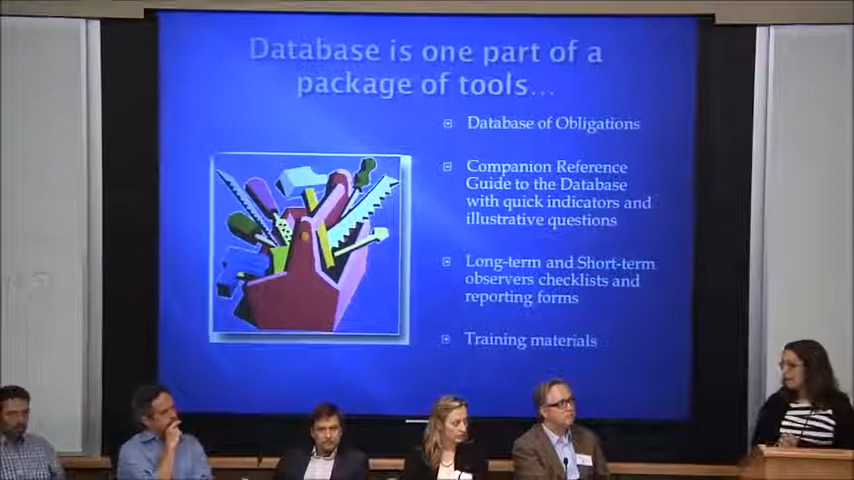 Database is one part of a
package of tools...
Database of Obligations
Companion Reference
Guide to the Database
with quick indicators and
illustrative questions
Long-term and Short-term
observers checklists and
reporting forms
Training materials